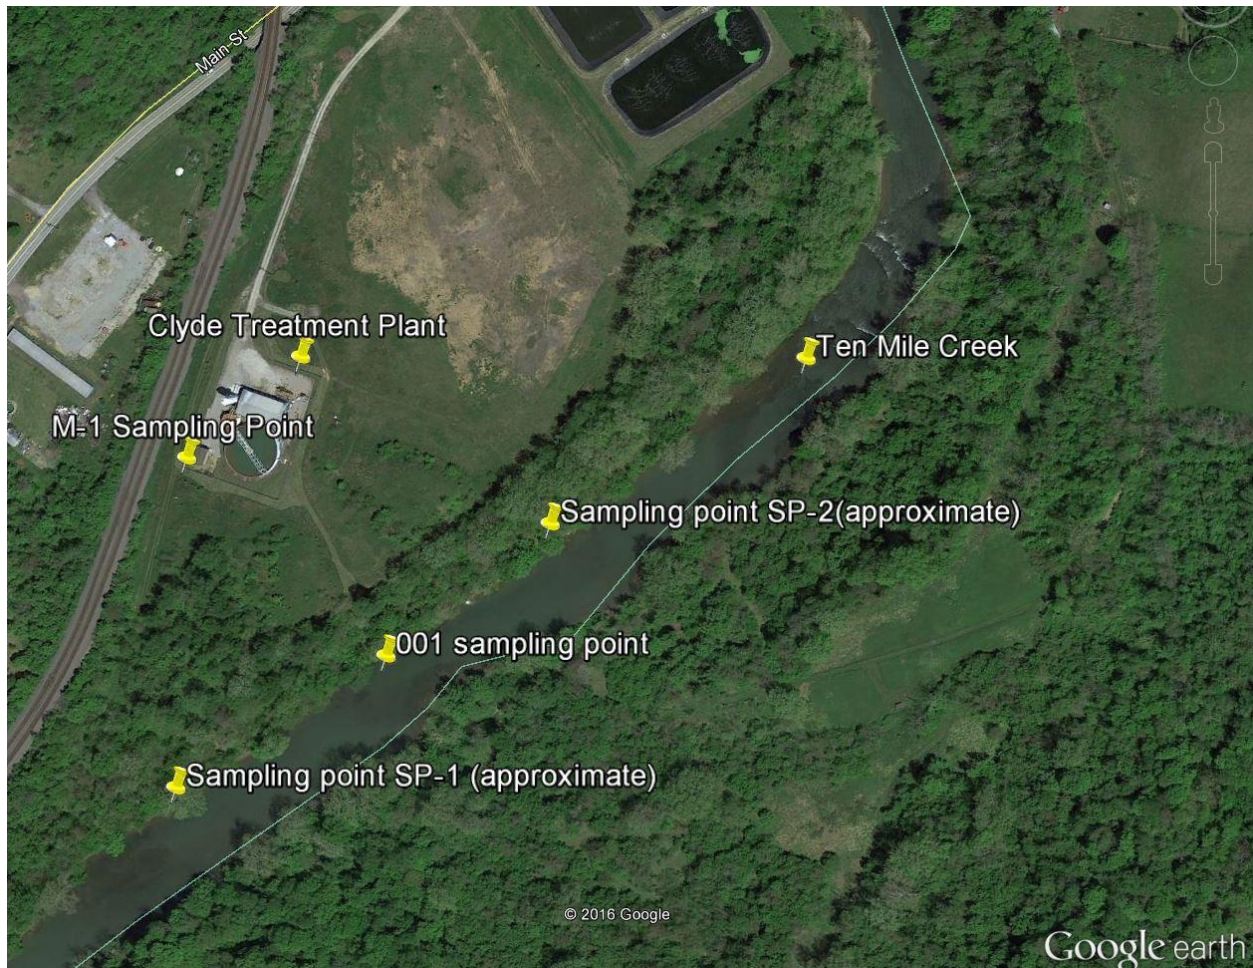 Main St
Clyde Treatment Plant
Ten Mile Creek
M-1 Sampling Point
Sampling point SP-2(approximate)
001 sampling point
Sampling point SP-1 (approximate)
© 2016 Google
Google earth